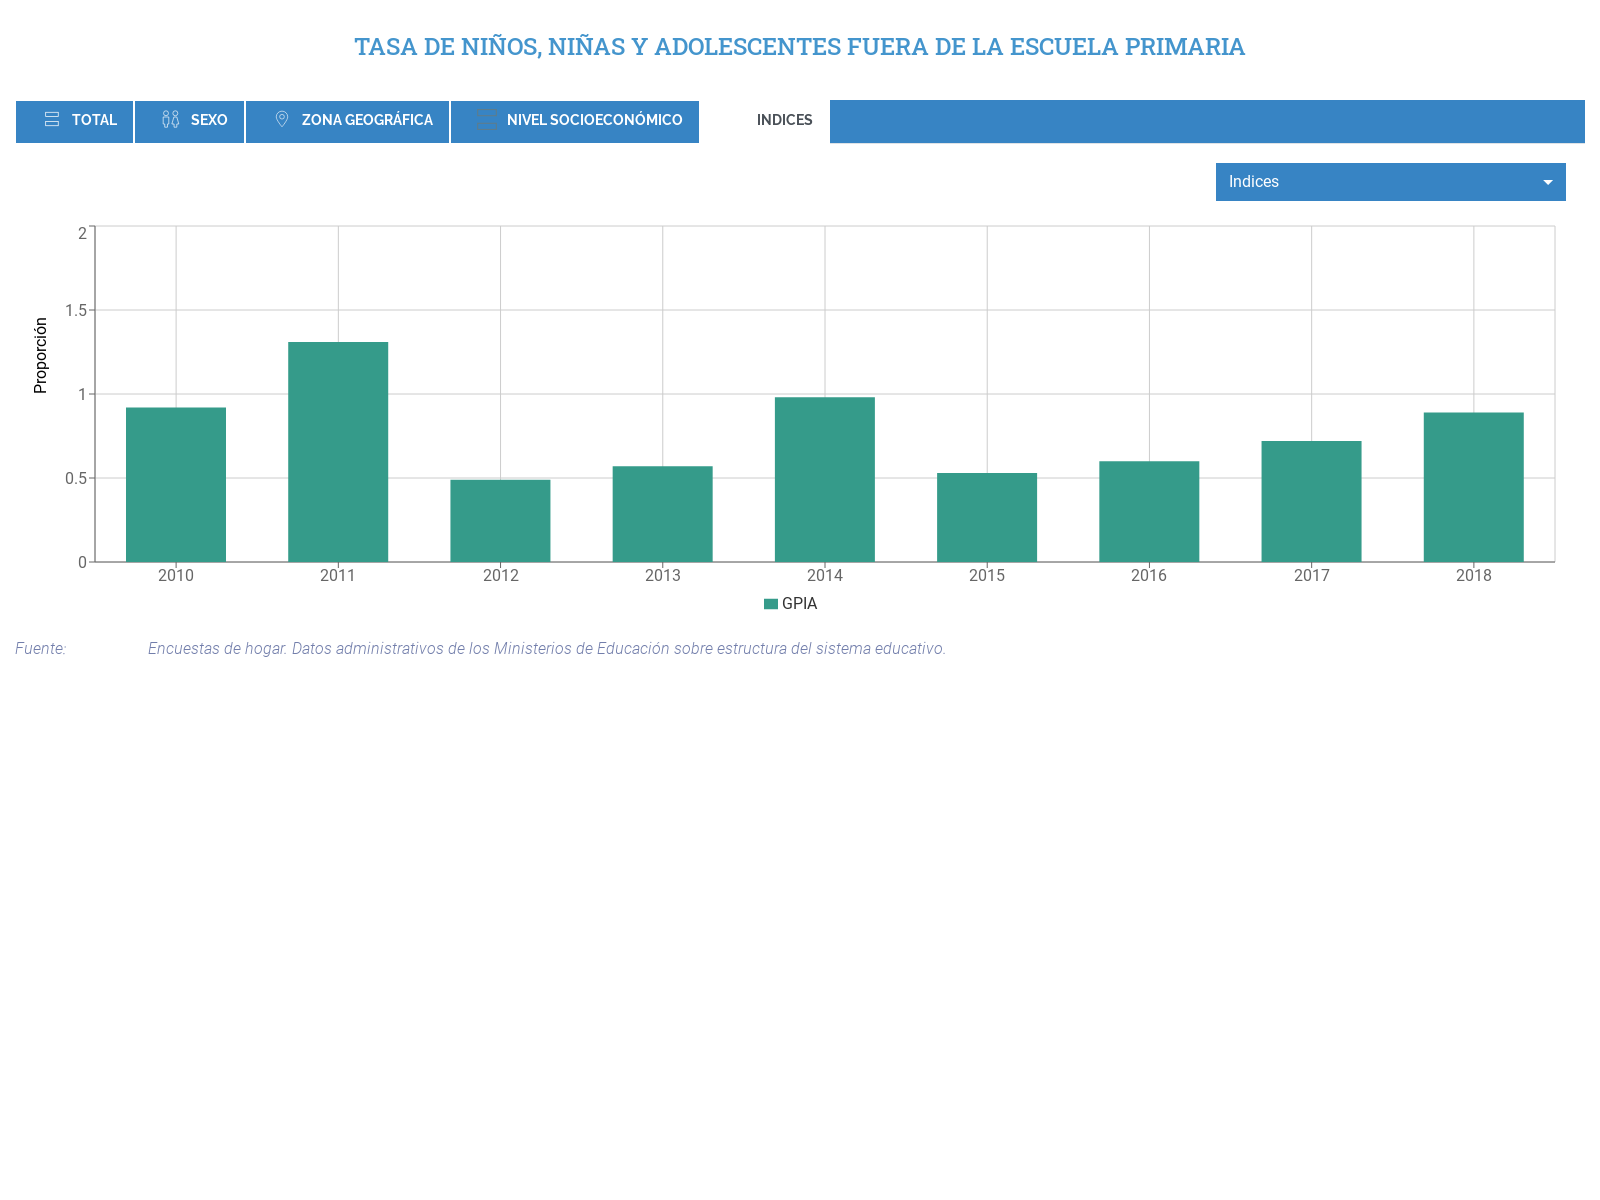 TASA DE NIÑOS, NIÑAS Y ADOLESCENTES FUERA DE LA ESCUELA PRIMARIA
TOTAL SEXO ZONA GEOGRÁFICA NIVEL SOCIOECONÓMICO INDICES
Indices
Proporción
2
1.5
1
0.5
0
2010 2011 2012 2013 2014 2015 2016 2017 2018
GPIA
Fuente: Encuestas de hogar. Datos administrativos de los Ministerios de Educación sobre estructura del sistema educativo.